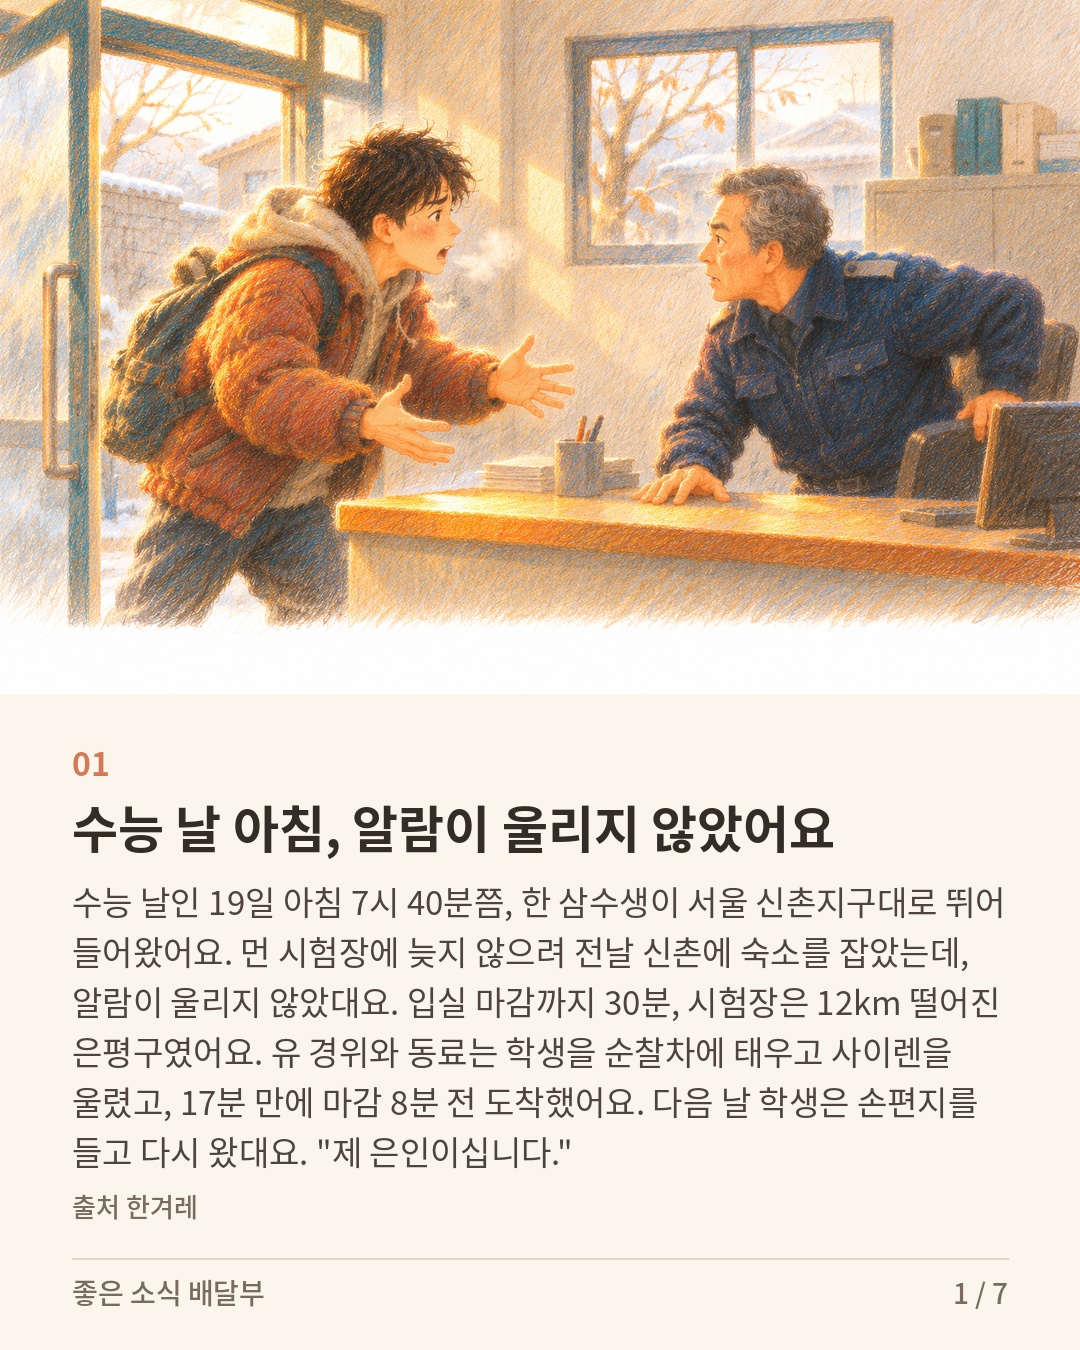 01
수능 날 아침, 알람이 울리지 않았어요
수능 날인 19일 아침 7시 40분쯤, 한 삼수생이 서울 신촌지구대로 뛰어
들어왔어요. 먼 시험장에 늦지 않으려 전날 신촌에 숙소를 잡았는데,
알람이 울리지 않았대요. 입실 마감까지 30분, 시험장은 12km 떨어진
은평구였어요. 유 경위와 동료는 학생을 순찰차에 태우고 사이렌을
울렸고, 17분 만에 마감 8분 전 도착했어요. 다음 날 학생은 손편지를
들고 다시 왔대요. "제 은인이십니다."
출처 한겨레
좋은 소식 배달부
1 / 7